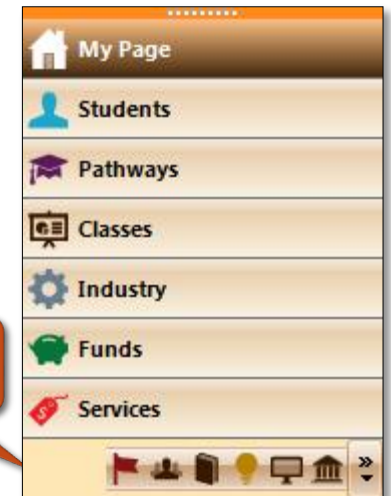 My Page
Students
Pathways
Classes
Industry
Funds
Services